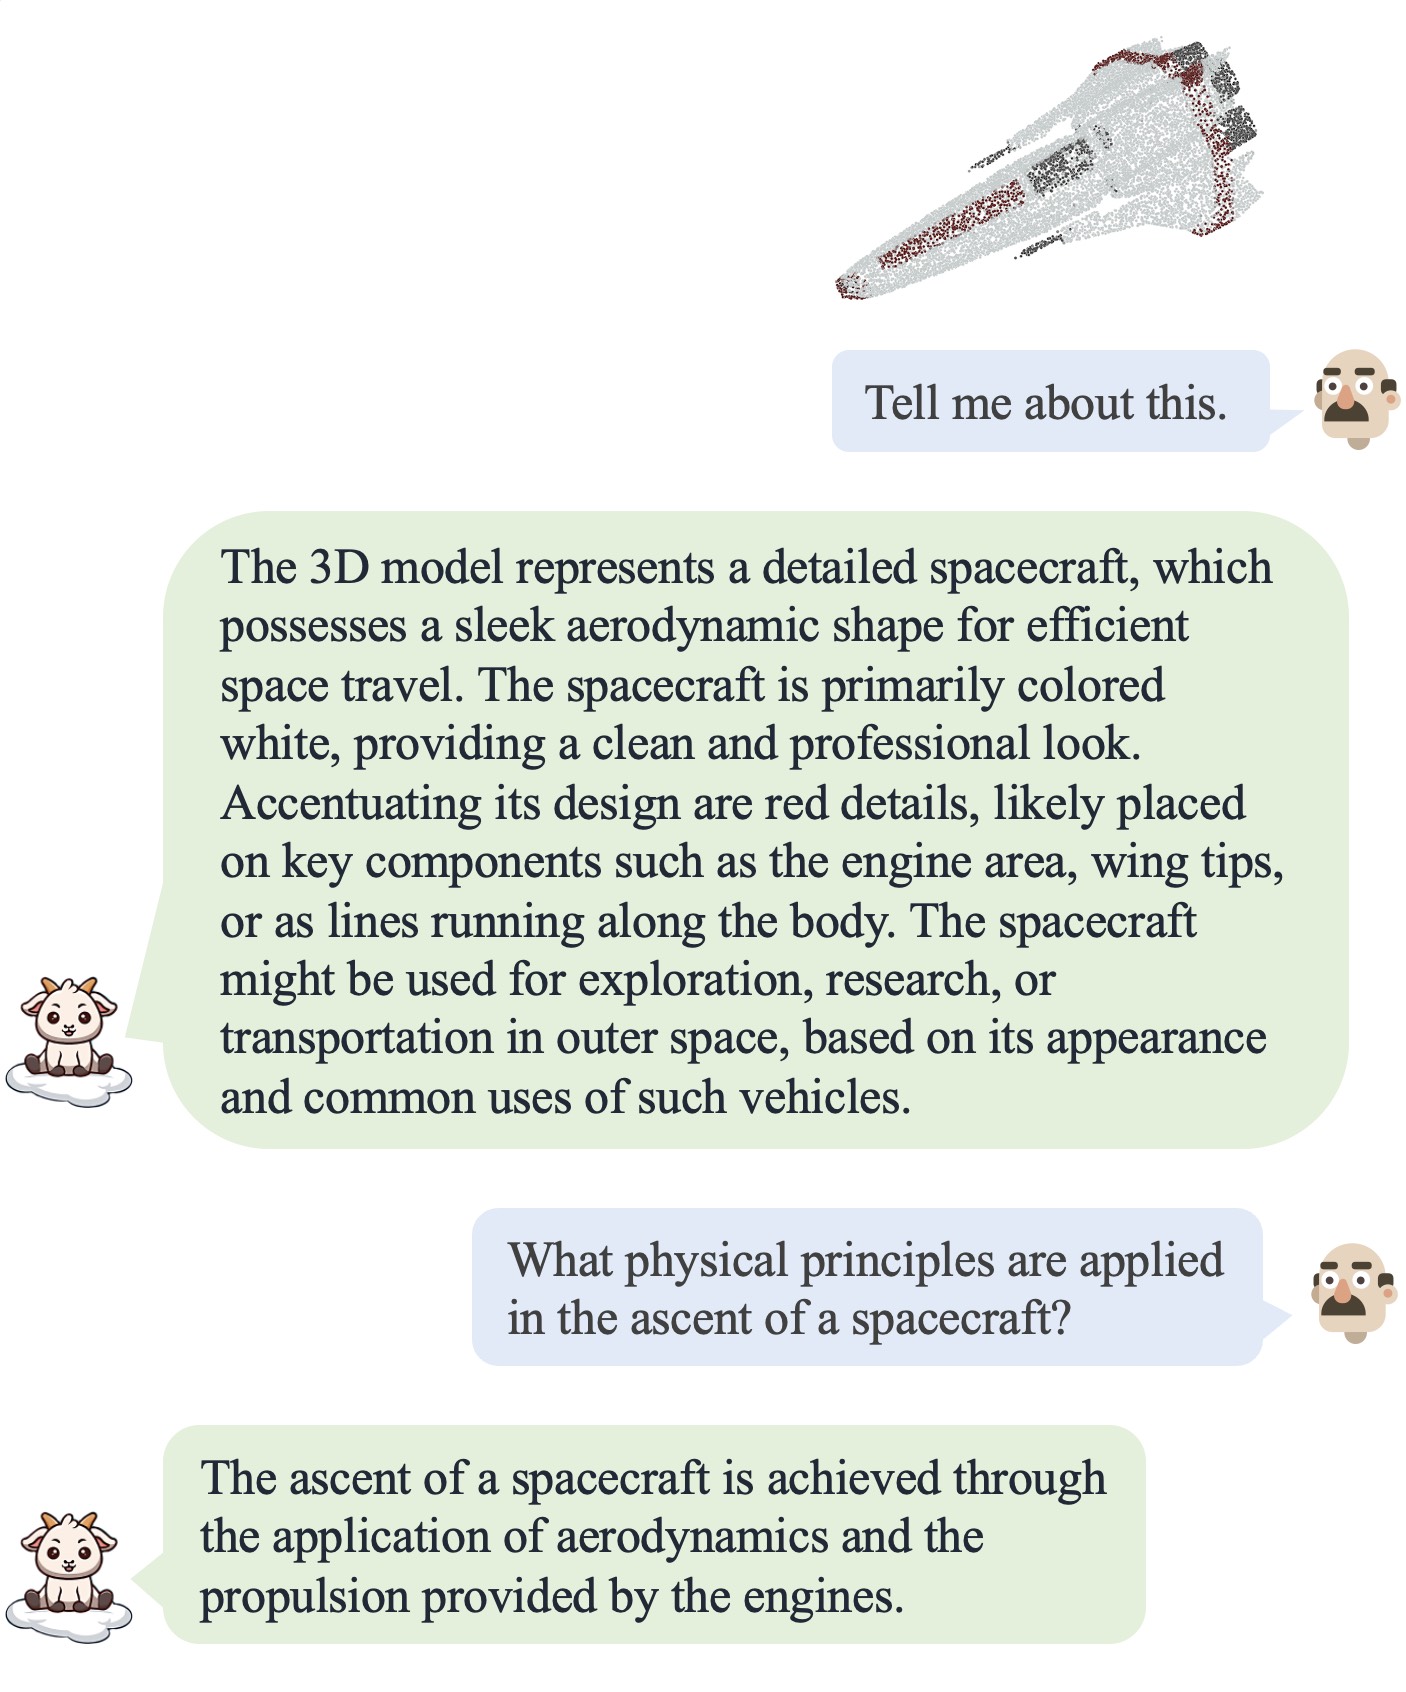 Tell me about this.
The 3D model represents a detailed spacecraft, which
possesses a sleek aerodynamic shape for efficient
space travel. The spacecraft is primarily colored
white, providing a clean and professional look.
Accentuating its design are red details, likely placed
on key components such as the engine area, wing tips,
or as lines running along the body. The spacecraft
might be used for exploration, research, or
transportation in outer space, based on its appearance
and common uses of such vehicles.
What physical principles are applied
in the ascent of a spacecraft?
The ascent of a spacecraft is achieved through
the application of aerodynamics and the
propulsion provided by the engines.